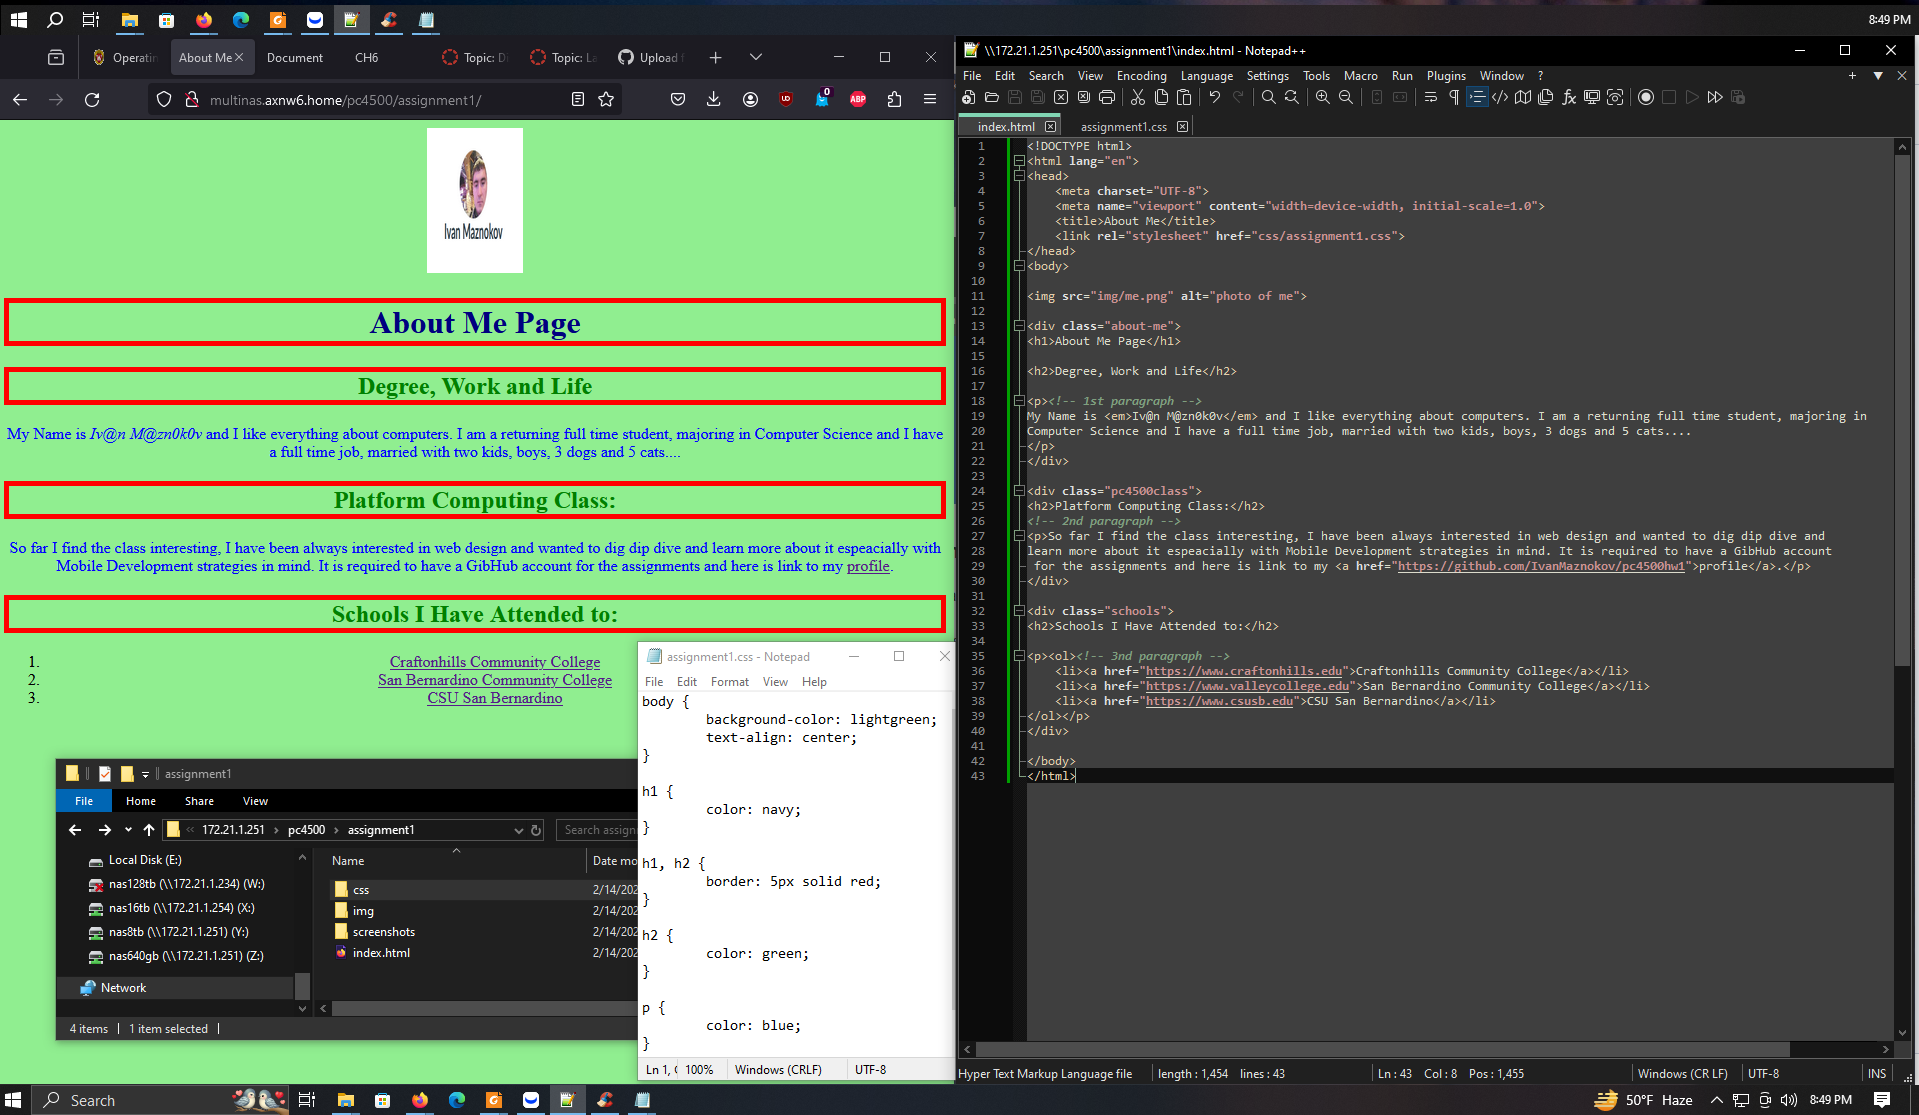 8:49 PM
Operatin
About Me
Document
CH6
Topic: Di
Topic: La
Upload f
multinas.axnw6.home/pc4500/assignment1/
0
UD
ABP
Ivan Maznokov
About Me Page
Degree, Work and Life
My Name is Iv@n M@zn0k0v and I like everything about computers. I am a returning full time student, majoring in Computer Science and I have
a full time job, married with two kids, boys, 3 dogs and 5 cats....
Platform Computing Class:
So far I find the class interesting, I have been always interested in web design and wanted to dig dip dive and learn more about it espeacially with
Mobile Development strategies in mind. It is required to have a GibHub account for the assignments and here is link to my profile.
Schools I Have Attended to:
1. Craftonhills Community College
2. San Bernardino Community College
3. CSU San Bernardino
assignment1
File Home Share View
172.21.1.251 › pc4500 › assignment1
Search assign
Local Disk (E:)
nas128tb (\\172.21.1.234) (W:)
nas16tb (\\172.21.1.254) (X:)
nas8tb (\\172.21.1.251) (Y:)
nas640gb (\\172.21.1.251) (Z:)
Network
Name Date mo
css 2/14/202
img 2/14/202
screenshots 2/14/202
index.html 2/14/202
4 items 1 item selected
assignment1.css - Notepad
File Edit Format View Help
body {
background-color: lightgreen;
text-align: center;
}
h1 {
color: navy;
}
h1, h2 {
border: 5px solid red;
}
h2 {
color: green;
}
p {
color: blue;
}
Ln 1, C 100% Windows (CRLF) UTF-8
\\172.21.1.251\pc4500\assignment1\index.html - Notepad++
File Edit Search View Encoding Language Settings Tools Macro Run Plugins Window ?
index.html assignment1.css
1 <!DOCTYPE html>
2 <html lang="en">
3 <head>
4 <meta charset="UTF-8">
5 <meta name="viewport" content="width=device-width, initial-scale=1.0">
6 <title>About Me</title>
7 <link rel="stylesheet" href="css/assignment1.css">
8 </head>
9 <body>
10
11 <img src="img/me.png" alt="photo of me">
12
13 <div class="about-me">
14 <h1>About Me Page</h1>
15
16 <h2>Degree, Work and Life</h2>
17
18 <p><!-- 1st paragraph -->
19 My Name is <em>Iv@n M@zn0k0v</em> and I like everything about computers. I am a returning full time student, majoring in
20 Computer Science and I have a full time job, married with two kids, boys, 3 dogs and 5 cats....
21 </p>
22 </div>
23
24 <div class="pc4500class">
25 <h2>Platform Computing Class:</h2>
26 <!-- 2nd paragraph -->
27 <p>So far I find the class interesting, I have been always interested in web design and wanted to dig dip dive and
28 learn more about it espeacially with Mobile Development strategies in mind. It is required to have a GibHub account
29 for the assignments and here is link to my <a href="https://github.com/IvanMaznokov/pc4500hw1">profile</a>.</p>
30 </div>
31
32 <div class="schools">
33 <h2>Schools I Have Attended to:</h2>
34
35 <p><ol><!-- 3nd paragraph -->
36 <li><a href="https://www.craftonhills.edu">Craftonhills Community College</a></li>
37 <li><a href="https://www.valleycollege.edu">San Bernardino Community College</a></li>
38 <li><a href="https://www.csusb.edu">CSU San Bernardino</a></li>
39 </ol></p>
40 </div>
41
42 </body>
43 </html>
Hyper Text Markup Language file length : 1,454 lines : 43 Ln : 43 Col : 8 Pos : 1,455 Windows (CR LF) UTF-8 INS
Search
50°F Haze
8:49 PM